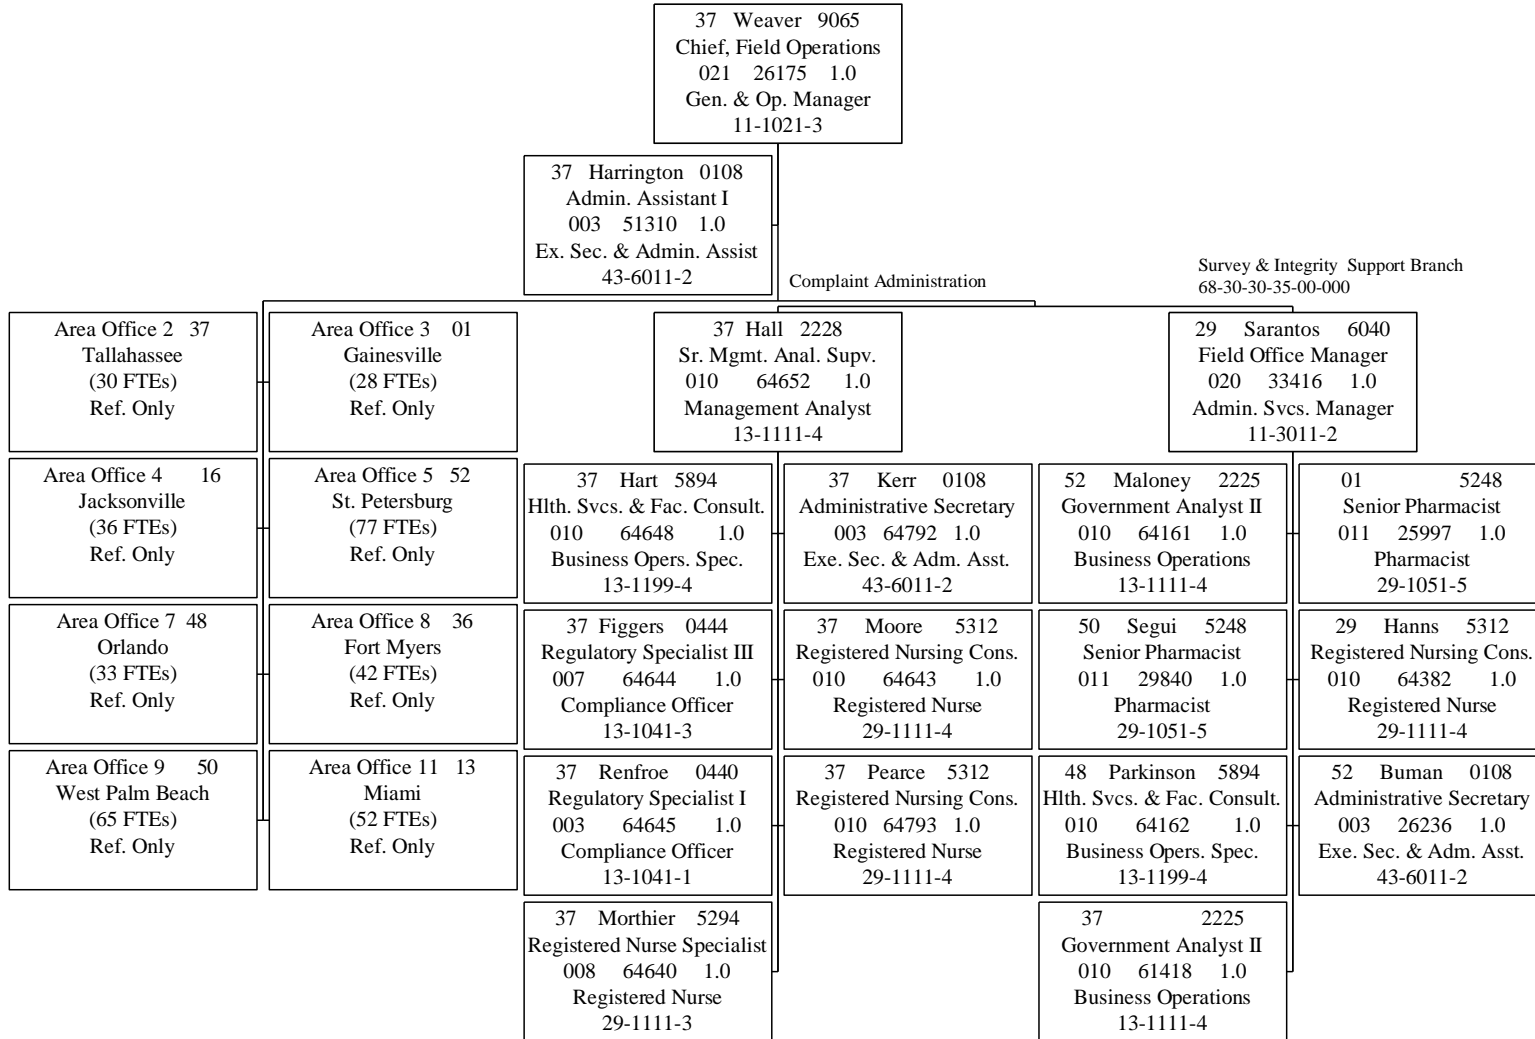 37 Weaver 9065
Chief, Field Operations
021 26175 1.0
Gen. & Op. Manager
11-1021-3
37 Harrington 0108
Admin. Assistant I
003 51310 1.0
Ex. Sec. & Admin. Assist
43-6011-2
Complaint Administration
Survey & Integrity Support Branch
68-30-30-35-00-000
Area Office 2 37
Tallahassee
(30 FTEs)
Ref. Only
Area Office 3 01
Gainesville
(28 FTEs)
Ref. Only
37 Hall 2228
Sr. Mgmt. Anal. Supv.
010 64652 1.0
Management Analyst
13-1111-4
29 Sarantos 6040
Field Office Manager
020 33416 1.0
Admin. Svcs. Manager
11-3011-2
Area Office 4 16
Jacksonville
(36 FTEs)
Ref. Only
Area Office 5 52
St. Petersburg
(77 FTEs)
Ref. Only
37 Hart 5894
Hlth. Svcs. & Fac. Consult.
010 64648 1.0
Business Opers. Spec.
13-1199-4
37 Kerr 0108
Administrative Secretary
003 64792 1.0
Exe. Sec. & Adm. Asst.
43-6011-2
52 Maloney 2225
Government Analyst II
010 64161 1.0
Business Operations
13-1111-4
01 5248
Senior Pharmacist
011 25997 1.0
Pharmacist
29-1051-5
Area Office 7 48
Orlando
(33 FTEs)
Ref. Only
Area Office 8 36
Fort Myers
(42 FTEs)
Ref. Only
37 Figgers 0444
Regulatory Specialist III
007 64644 1.0
Compliance Officer
13-1041-3
37 Moore 5312
Registered Nursing Cons.
010 64643 1.0
Registered Nurse
29-1111-4
50 Segui 5248
Senior Pharmacist
011 29840 1.0
Pharmacist
29-1051-5
29 Hanns 5312
Registered Nursing Cons.
010 64382 1.0
Registered Nurse
29-1111-4
Area Office 9 50
West Palm Beach
(65 FTEs)
Ref. Only
Area Office 11 13
Miami
(52 FTEs)
Ref. Only
37 Renfroe 0440
Regulatory Specialist I
003 64645 1.0
Compliance Officer
13-1041-1
37 Pearce 5312
Registered Nursing Cons.
010 64793 1.0
Registered Nurse
29-1111-4
48 Parkinson 5894
Hlth. Svcs. & Fac. Consult.
010 64162 1.0
Business Opers. Spec.
13-1199-4
52 Buman 0108
Administrative Secretary
003 26236 1.0
Exe. Sec. & Adm. Asst.
43-6011-2
37 Morthier 5294
Registered Nurse Specialist
008 64640 1.0
Registered Nurse
29-1111-3
37 2225
Government Analyst II
010 61418 1.0
Business Operations
13-1111-4